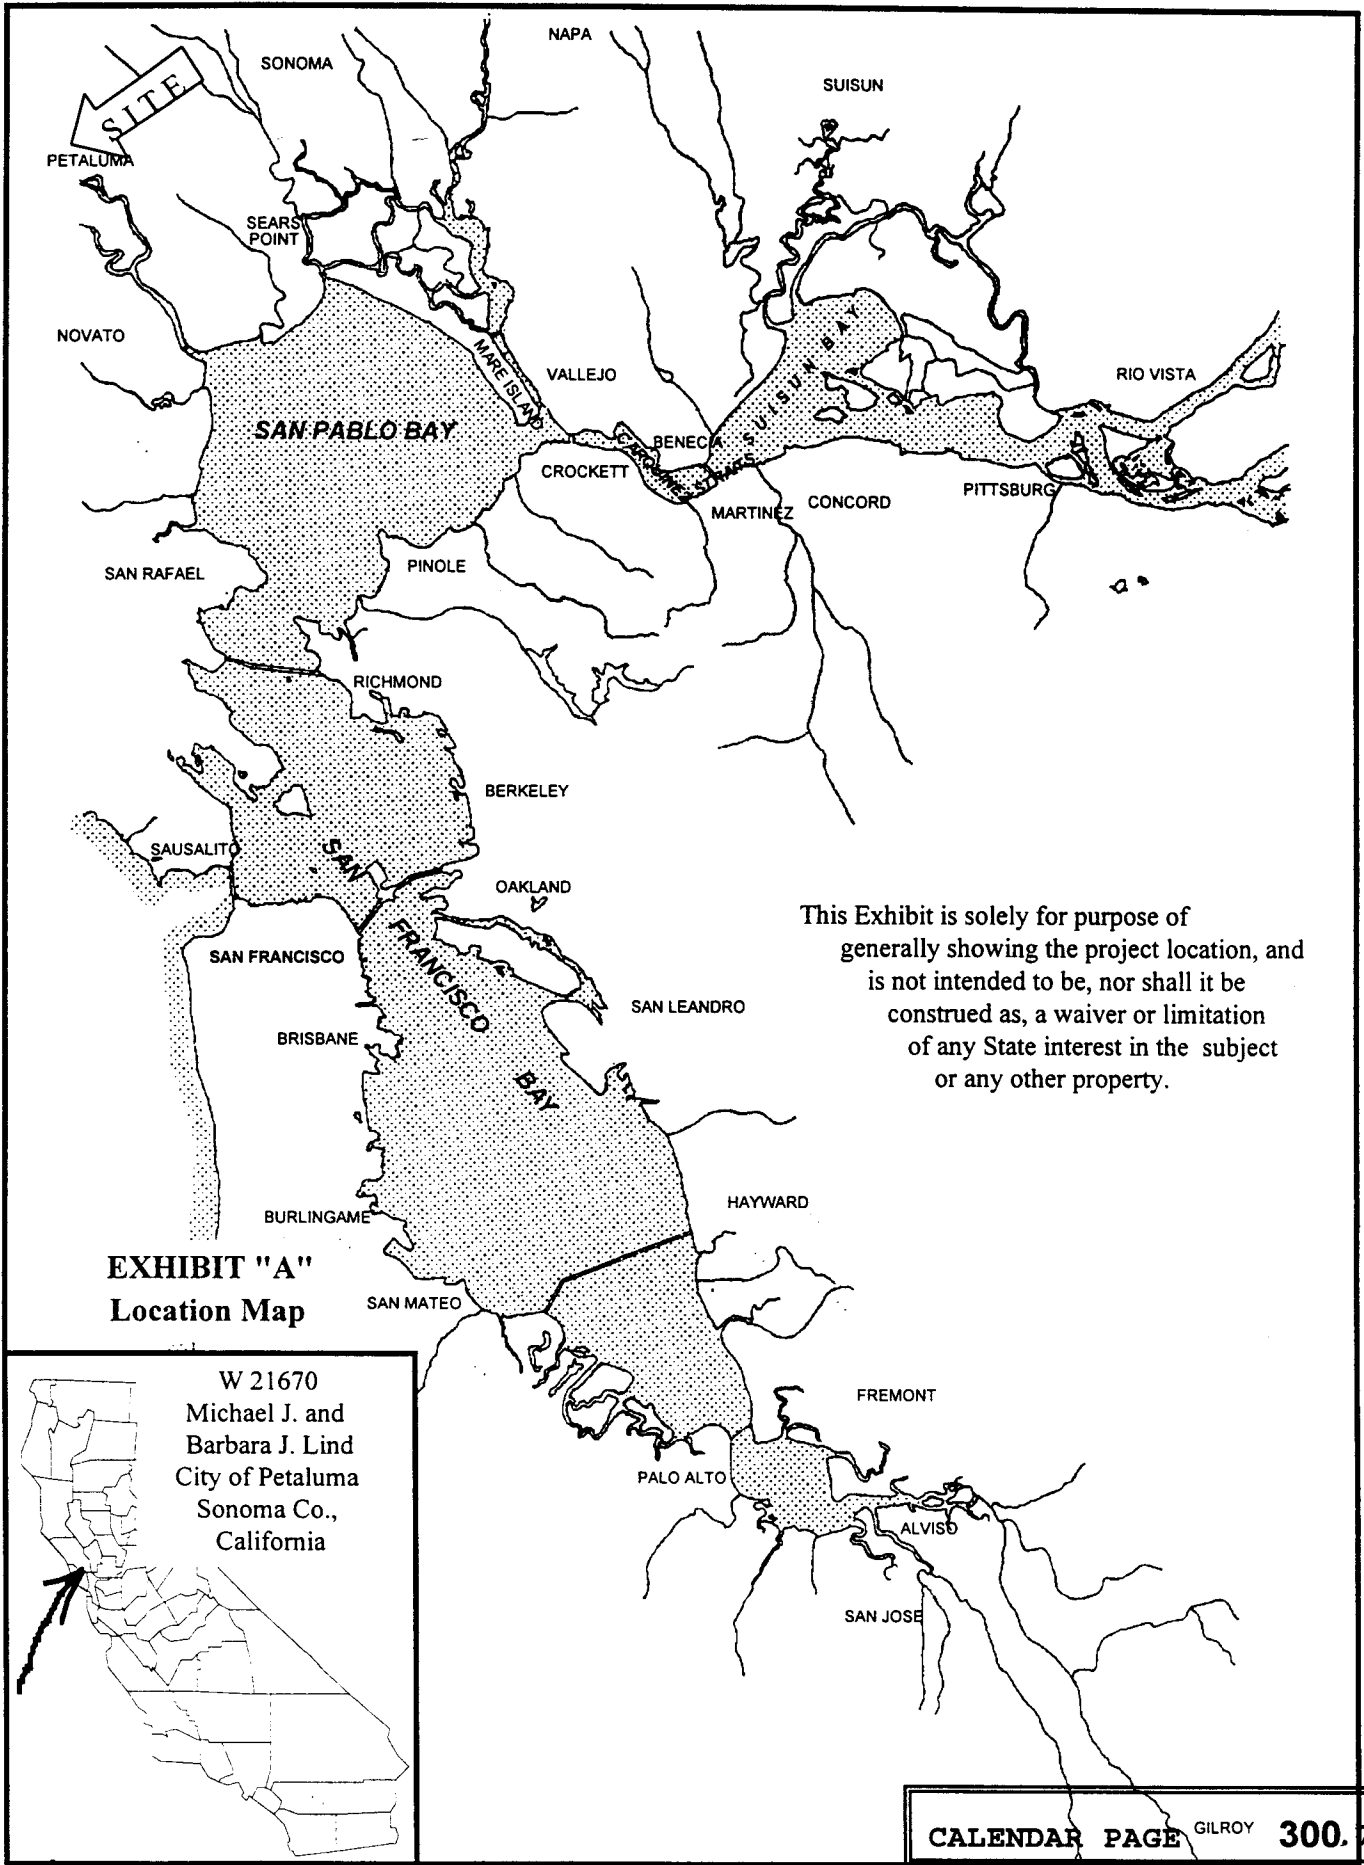 NAPA
SONOMA
SUISUN
SITE
PETALUMA
SEARS
POINT
NOVATO
MARE ISLAND
VALLEJO
SUISUN BAY
RIO VISTA
SAN PABLO BAY
BENECIA
CARQUINEZ STRAITS
CROCKETT
PITTSBURG
CONCORD
MARTINEZ
PINOLE
SAN RAFAEL
RICHMOND
BERKELEY
SAUSALITO
SAN
FRANCISCO
BAY
OAKLAND
SAN FRANCISCO
This Exhibit is solely for purpose of
generally showing the project location, and
is not intended to be, nor shall it be
construed as, a waiver or limitation
of any State interest in the subject
or any other property.
SAN LEANDRO
BRISBANE
HAYWARD
BURLINGAME
EXHIBIT "A"
Location Map
SAN MATEO
W 21670
Michael J. and
Barbara J. Lind
City of Petaluma
Sonoma Co.,
California
FREMONT
PALO ALTO
ALVISO
SAN JOSE
GILROY
CALENDAR PAGE 300.